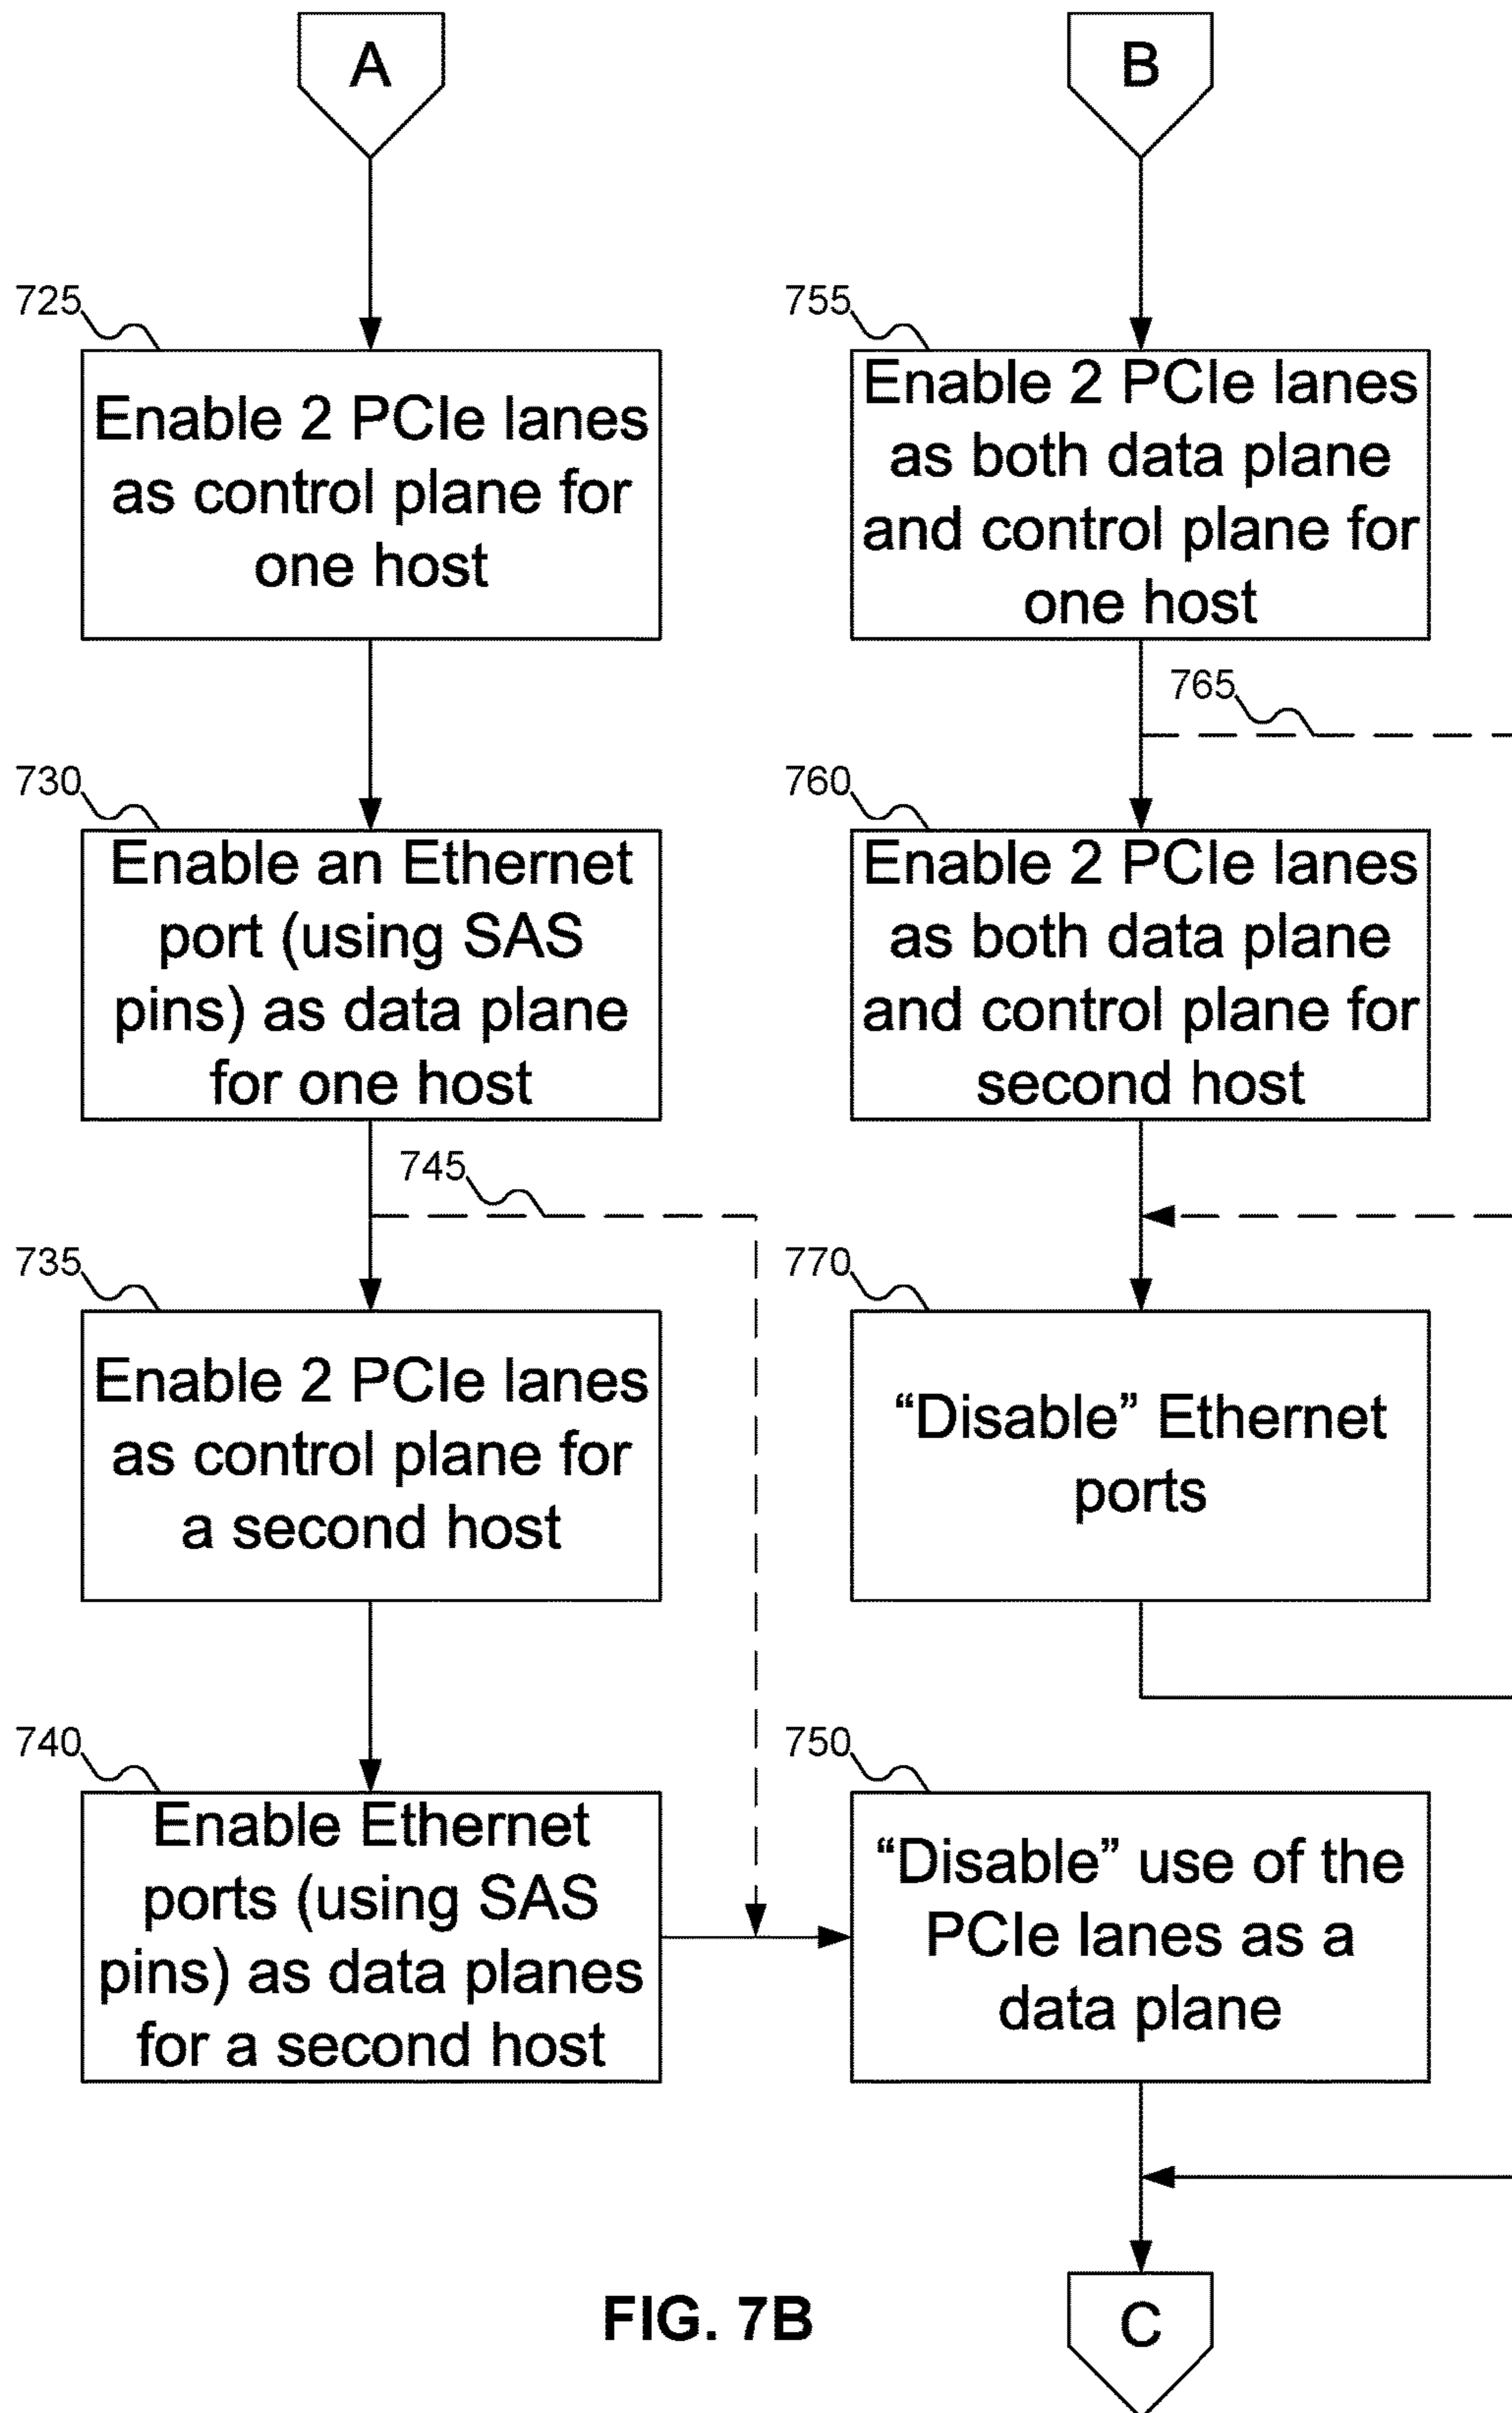 A
725
Enable 2 PCIe lanes
as control plane for
one host
730
Enable an Ethernet
port (using SAS
pins) as data plane
for one host
745
735
Enable 2 PCIe lanes
as control plane for
a second host
740
Enable Ethernet
ports (using SAS
pins) as data planes
for a second host
B
755
Enable 2 PCIe lanes
as both data plane
and control plane for
one host
765
760
Enable 2 PCIe lanes
as both data plane
and control plane for
second host
770
“Disable” Ethernet
ports
750
“Disable” use of the
PCIe lanes as a
data plane
C
FIG. 7B